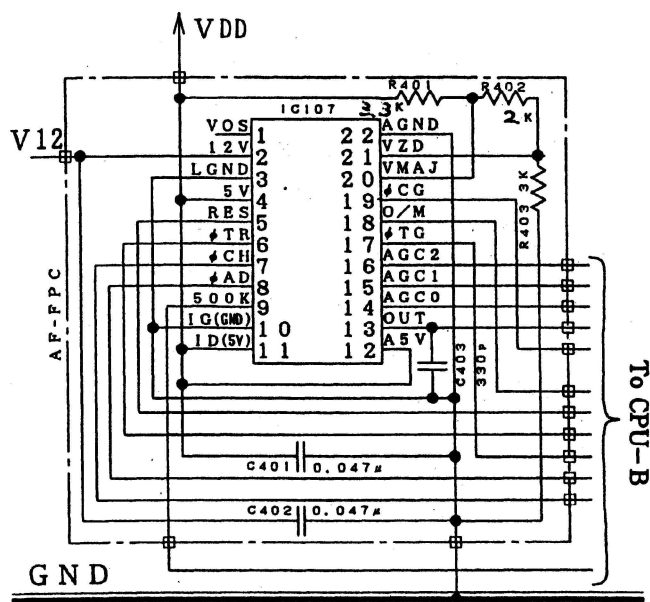 VDD
R401
R402
IC107
3.3K
2K
VOS 1
22 AGND
V12
12V 2
21 VZD
LGND 3
20 VMAJ
5V 4
19 φCG
R403 3K
RES 5
18 O/M
φTR 6
17 φTG
φCH 7
16 AGC2
φAD 8
15 AGC1
500K 9
14 AGC0
AF-FPC
IG(GND) 10
13 OUT
ID(5V) 11
12 A5V
C403
330P
To CPU-B
C401 0.047μ
C402 0.047μ
GND